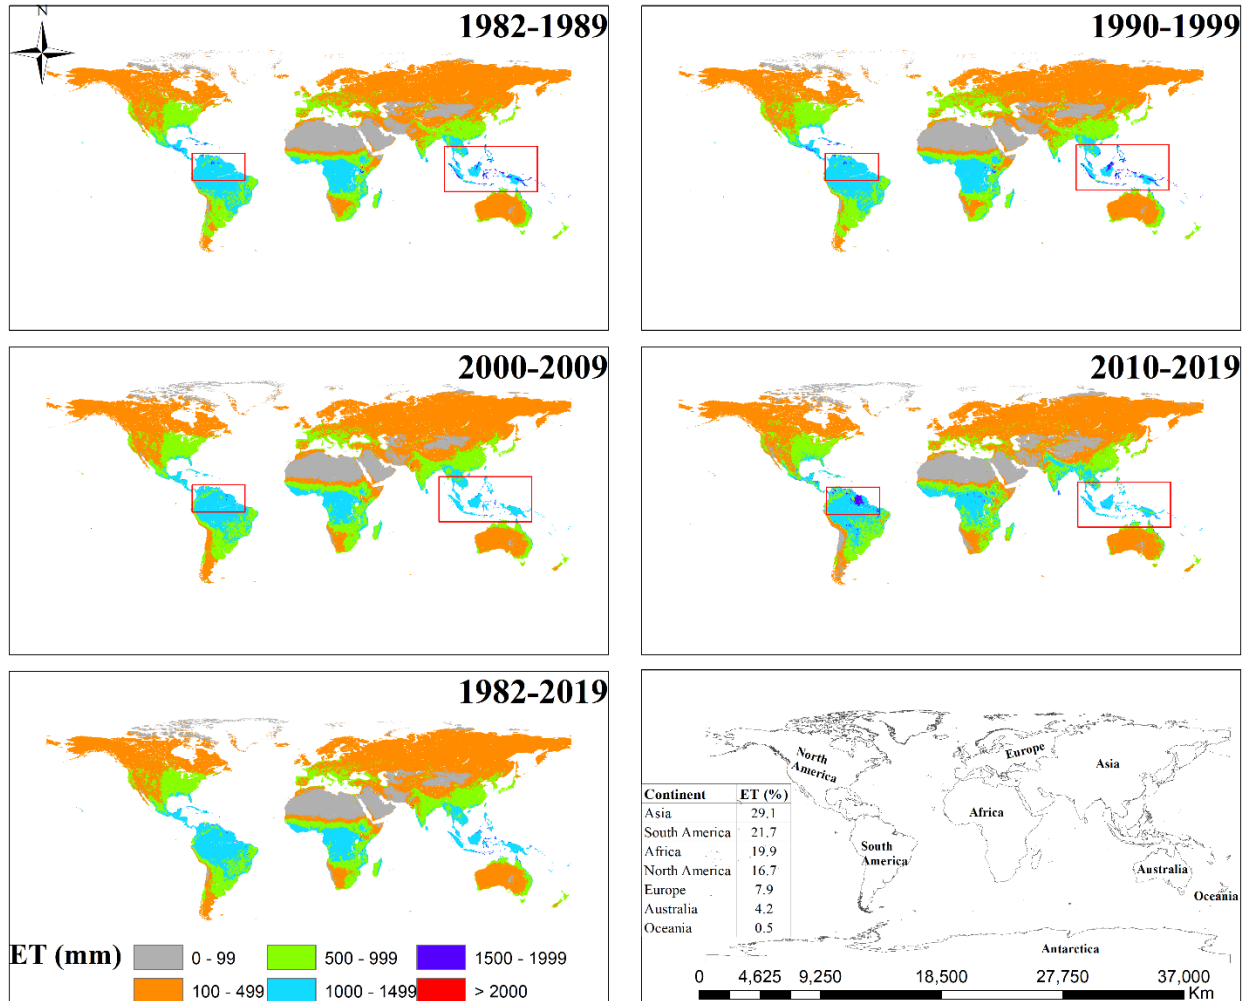 N
1982-1989
1990-1999
2000-2009
2010-2019
1982-2019
ET (mm)
0 - 99
500 - 999
1500 - 1999
100 - 499
1000 - 1499
> 2000
North
America
Europe
Asia
Africa
South
America
Australia
Oceania
Antarctica
Continent ET (%)
Asia 29.1
South America 21.7
Africa 19.9
North America 16.7
Europe 7.9
Australia 4.2
Oceania 0.5
0 4,625 9,250 18,500 27,750 37,000
Km